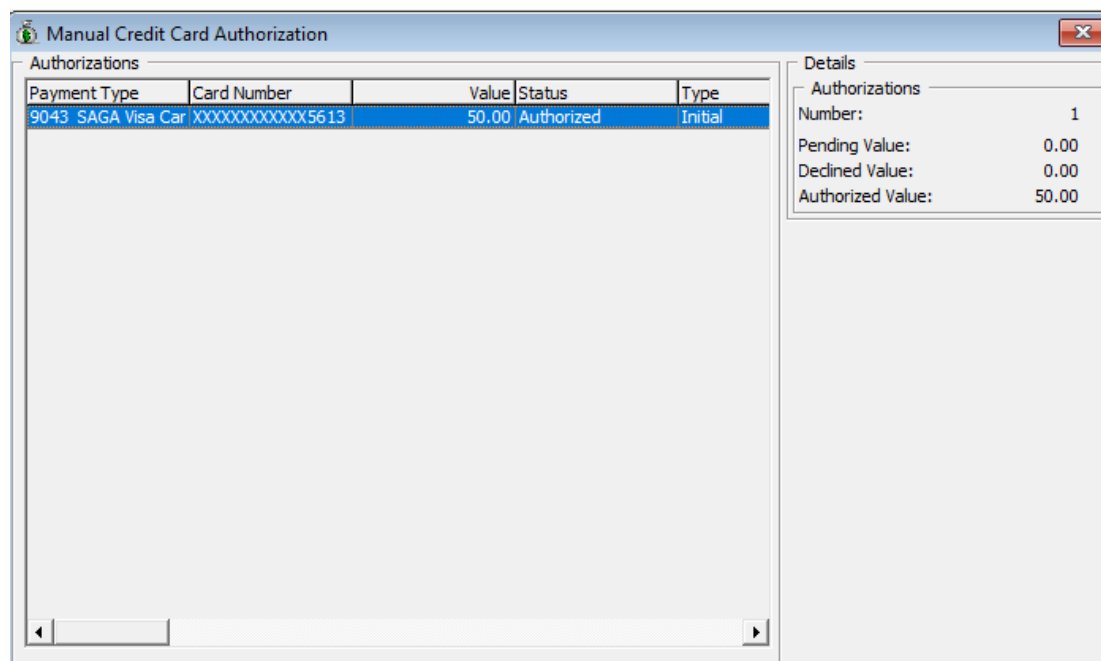 Manual Credit Card Authorization
Authorizations
Payment Type Card Number Value Status Type
9043 SAGA Visa Car XXXXXXXXXXXX5613 50.00 Authorized Initial
Details
Authorizations
Number: 1
Pending Value: 0.00
Declined Value: 0.00
Authorized Value: 50.00